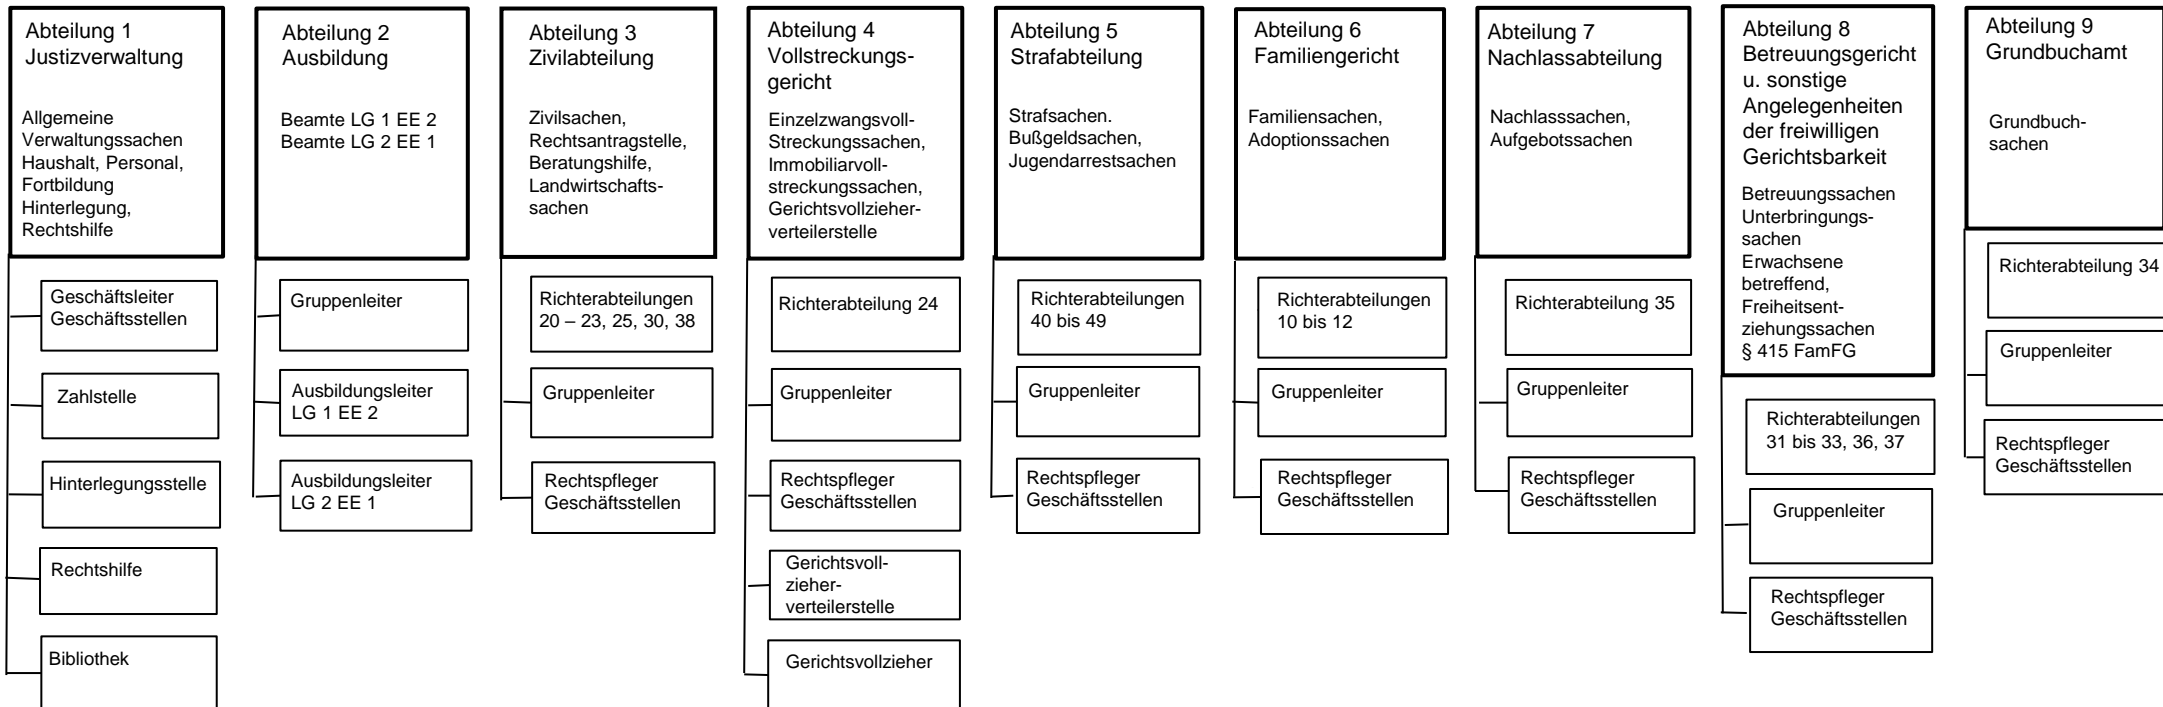 Abteilung 1
Justizverwaltung
Allgemeine
Verwaltungssachen
Haushalt, Personal,
Fortbildung
Hinterlegung,
Rechtshilfe
Geschäftsleiter
Geschäftsstellen
Zahlstelle
Hinterlegungsstelle
Rechtshilfe
Bibliothek
Abteilung 2
Ausbildung
Beamte LG 1 EE 2
Beamte LG 2 EE 1
Gruppenleiter
Ausbildungsleiter
LG 1 EE 2
Ausbildungsleiter
LG 2 EE 1
Abteilung 3
Zivilabteilung
Zivilsachen,
Rechtsantragstelle,
Beratungshilfe,
Landwirtschafts-
sachen
Richterabteilungen
20 – 23, 25, 30, 38
Gruppenleiter
Rechtspfleger
Geschäftsstellen
Abteilung 4
Vollstreckungs-
gericht
Einzelzwangsvoll-
Streckungssachen,
Immobiliarvoll-
streckungssachen,
Gerichtsvollzieher-
verteilerstelle
Richterabteilung 24
Gruppenleiter
Rechtspfleger
Geschäftsstellen
Gerichtsvoll-
zieher-
verteilerstelle
Gerichtsvollzieher
Abteilung 5
Strafabteilung
Strafsachen.
Bußgeldsachen,
Jugendarrestsachen
Richterabteilungen
40 bis 49
Gruppenleiter
Rechtspfleger
Geschäftsstellen
Abteilung 6
Familiengericht
Familiensachen,
Adoptionssachen
Richterabteilungen
10 bis 12
Gruppenleiter
Rechtspfleger
Geschäftsstellen
Abteilung 7
Nachlassabteilung
Nachlasssachen,
Aufgebotssachen
Richterabteilung 35
Gruppenleiter
Rechtspfleger
Geschäftsstellen
Abteilung 8
Betreuungsgericht
u. sonstige
Angelegenheiten
der freiwilligen
Gerichtsbarkeit
Betreuungssachen
Unterbringungs-
sachen
Erwachsene
betreffend,
Freiheitsent-
ziehungssachen
§ 415 FamFG
Richterabteilungen
31 bis 33, 36, 37
Gruppenleiter
Rechtspfleger
Geschäftsstellen
Abteilung 9
Grundbuchamt
Grundbuch-
sachen
Richterabteilung 34
Gruppenleiter
Rechtspfleger
Geschäftsstellen